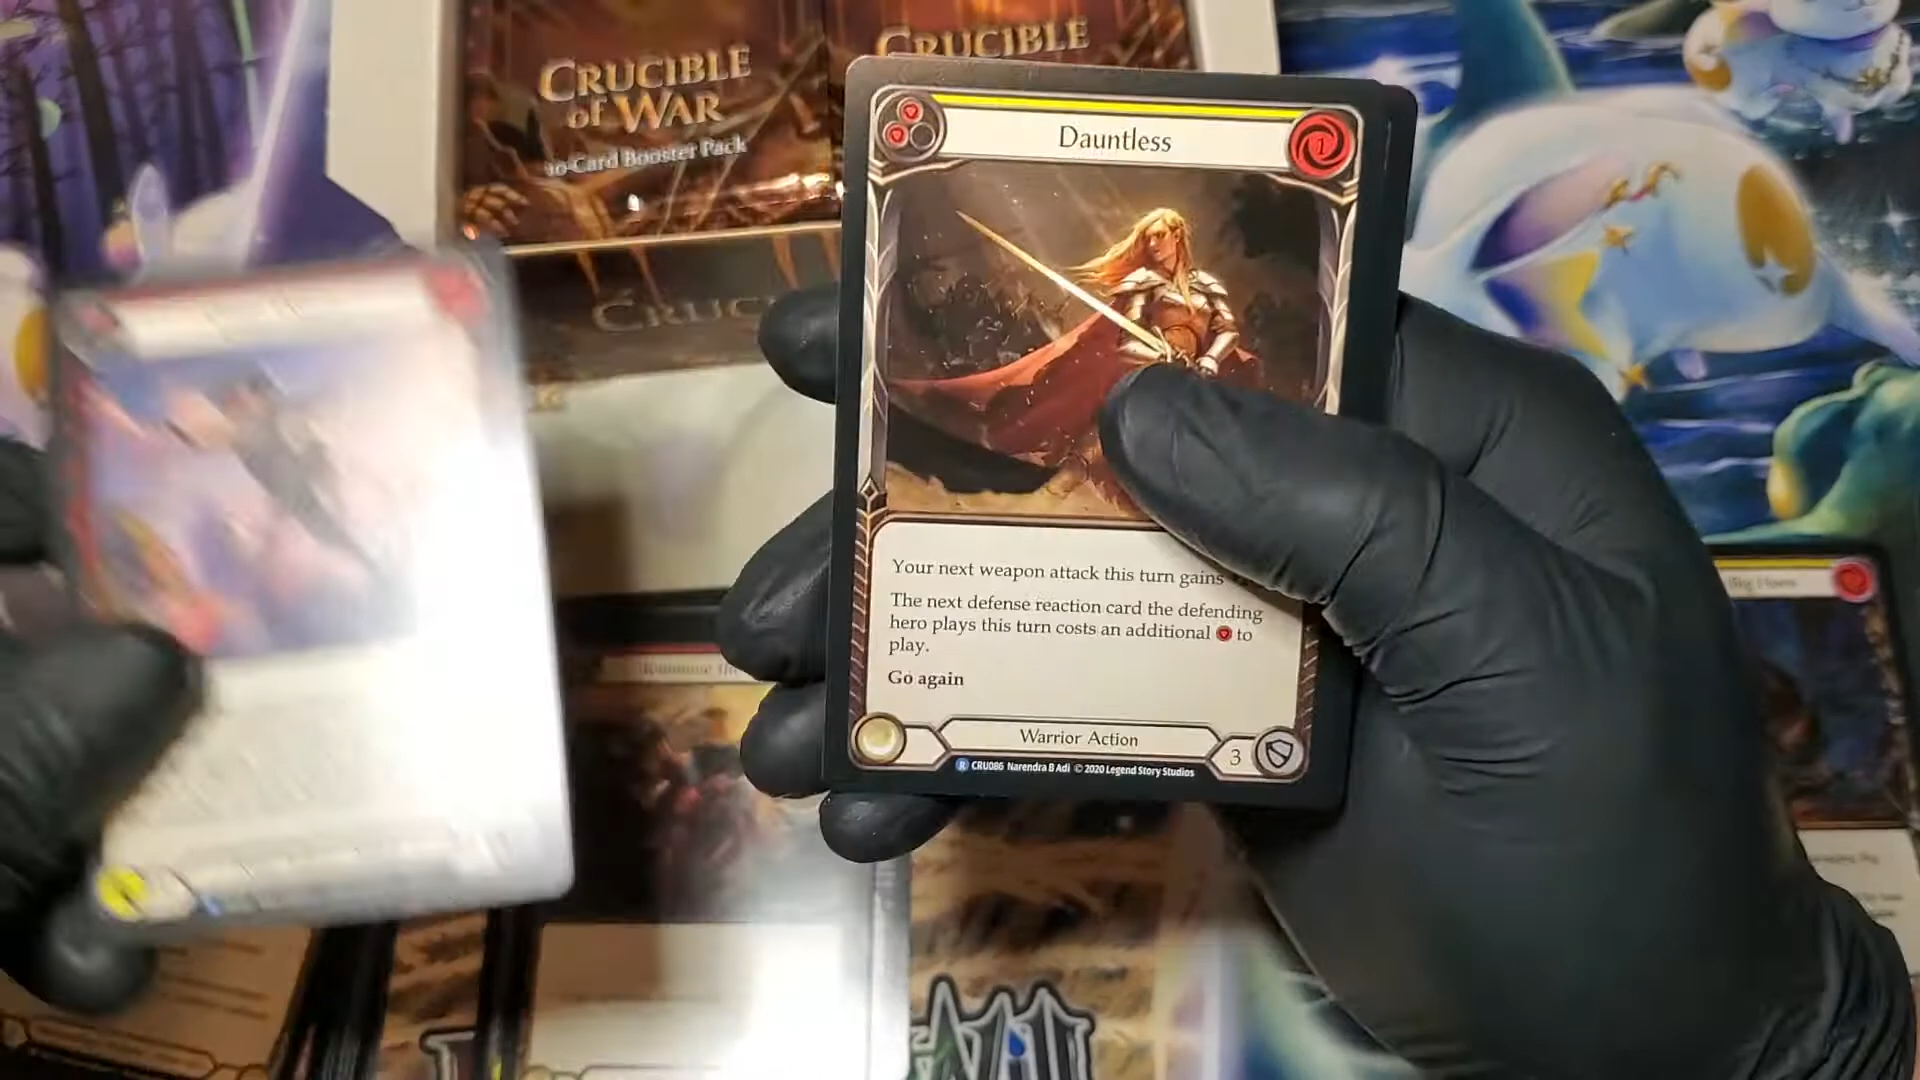 CRUCIBLE
OF WAR
10-Card Booster Pack
CRUCIBLE
CRUC
Dauntless
1
Your next weapon attack this turn gains
The next defense reaction card the defending
hero plays this turn costs an additional to
play.
Go again
Warrior Action
3
R CRU086 Narendra B Adi © 2020 Legend Story Studios